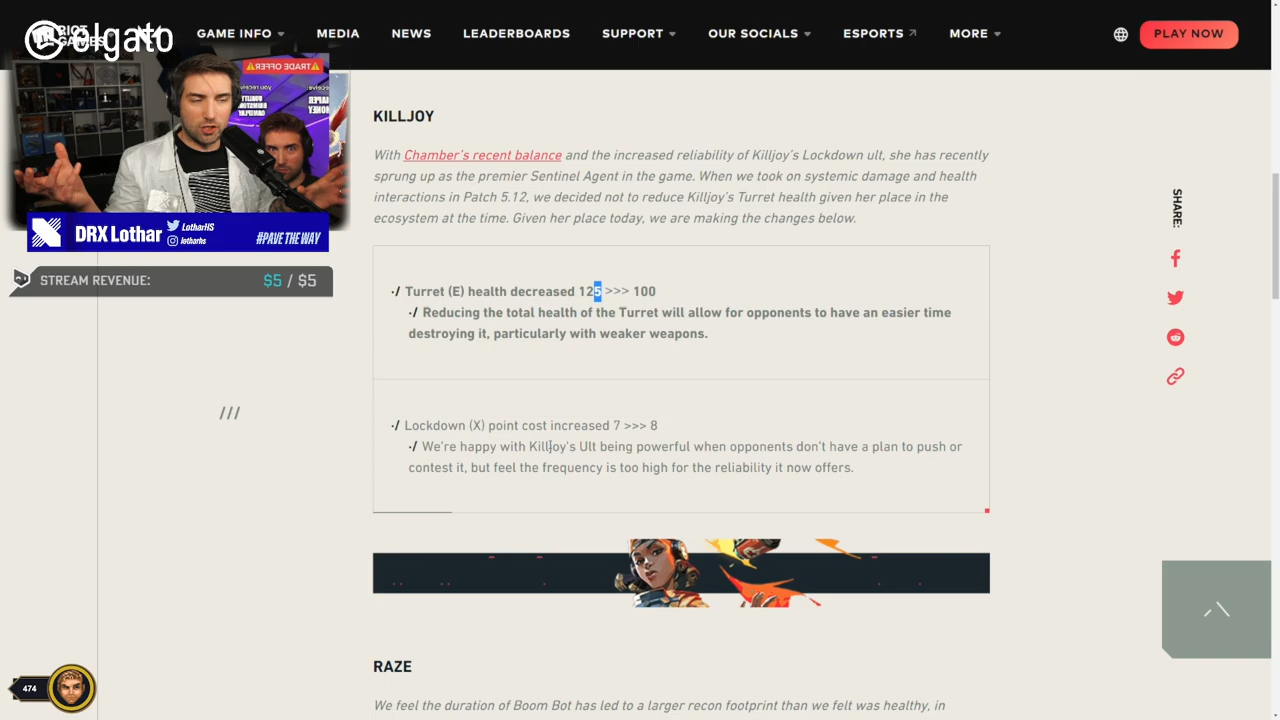 RIOT GAMES
elgato
GAME INFO
MEDIA
NEWS
LEADERBOARDS
SUPPORT
OUR SOCIALS
ESPORTS
MORE
PLAY NOW
TRADE OFFER
DRX Lothar
LotharHS
lotharhs
#PAVE THE WAY
STREAM REVENUE: $5 / $5
KILLJOY
With Chamber's recent balance and the increased reliability of Killjoy's Lockdown ult, she has recently
sprung up as the premier Sentinel Agent in the game. When we took on systemic damage and health
interactions in Patch 5.12, we decided not to reduce Killjoy's Turret health given her place in the
ecosystem at the time. Given her place today, we are making the changes below.
Turret (E) health decreased 125 >>> 100
Reducing the total health of the Turret will allow for opponents to have an easier time
destroying it, particularly with weaker weapons.
Lockdown (X) point cost increased 7 >>> 8
We're happy with Killjoy's Ult being powerful when opponents don't have a plan to push or
contest it, but feel the frequency is too high for the reliability it now offers.
SHARE:
///
RAZE
We feel the duration of Boom Bot has led to a larger recon footprint than we felt was healthy, in
474